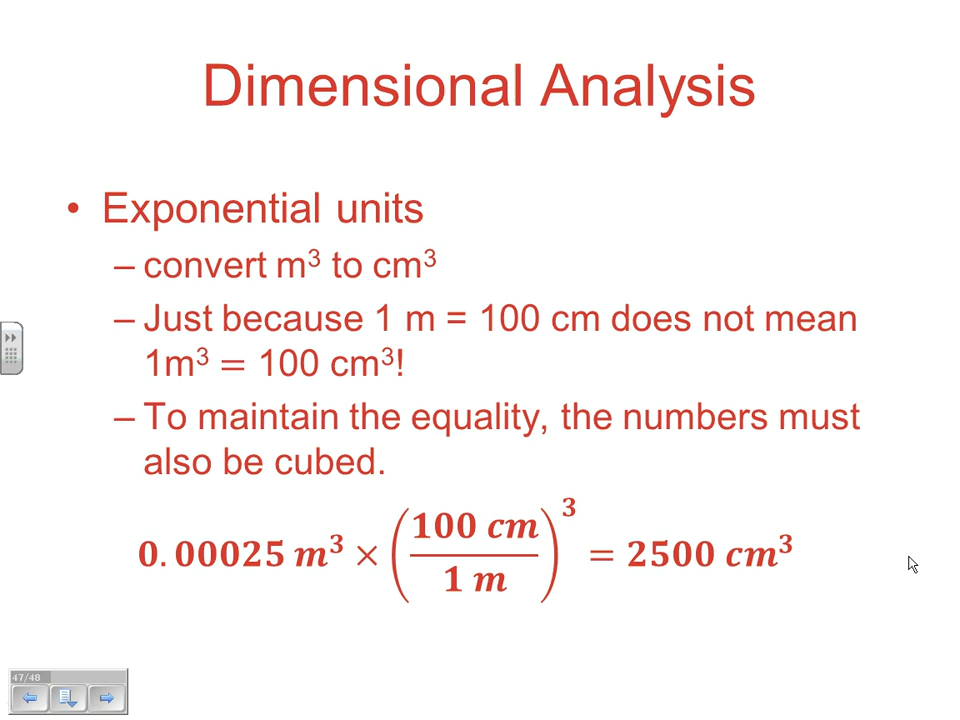 Dimensional Analysis
• Exponential units
– convert m³ to cm³
– Just because 1 m = 100 cm does not mean
1m³ = 100 cm³!
– To maintain the equality, the numbers must
also be cubed.
0.00025 m³ × (100 cm / 1 m)³ = 2500 cm³
47/48